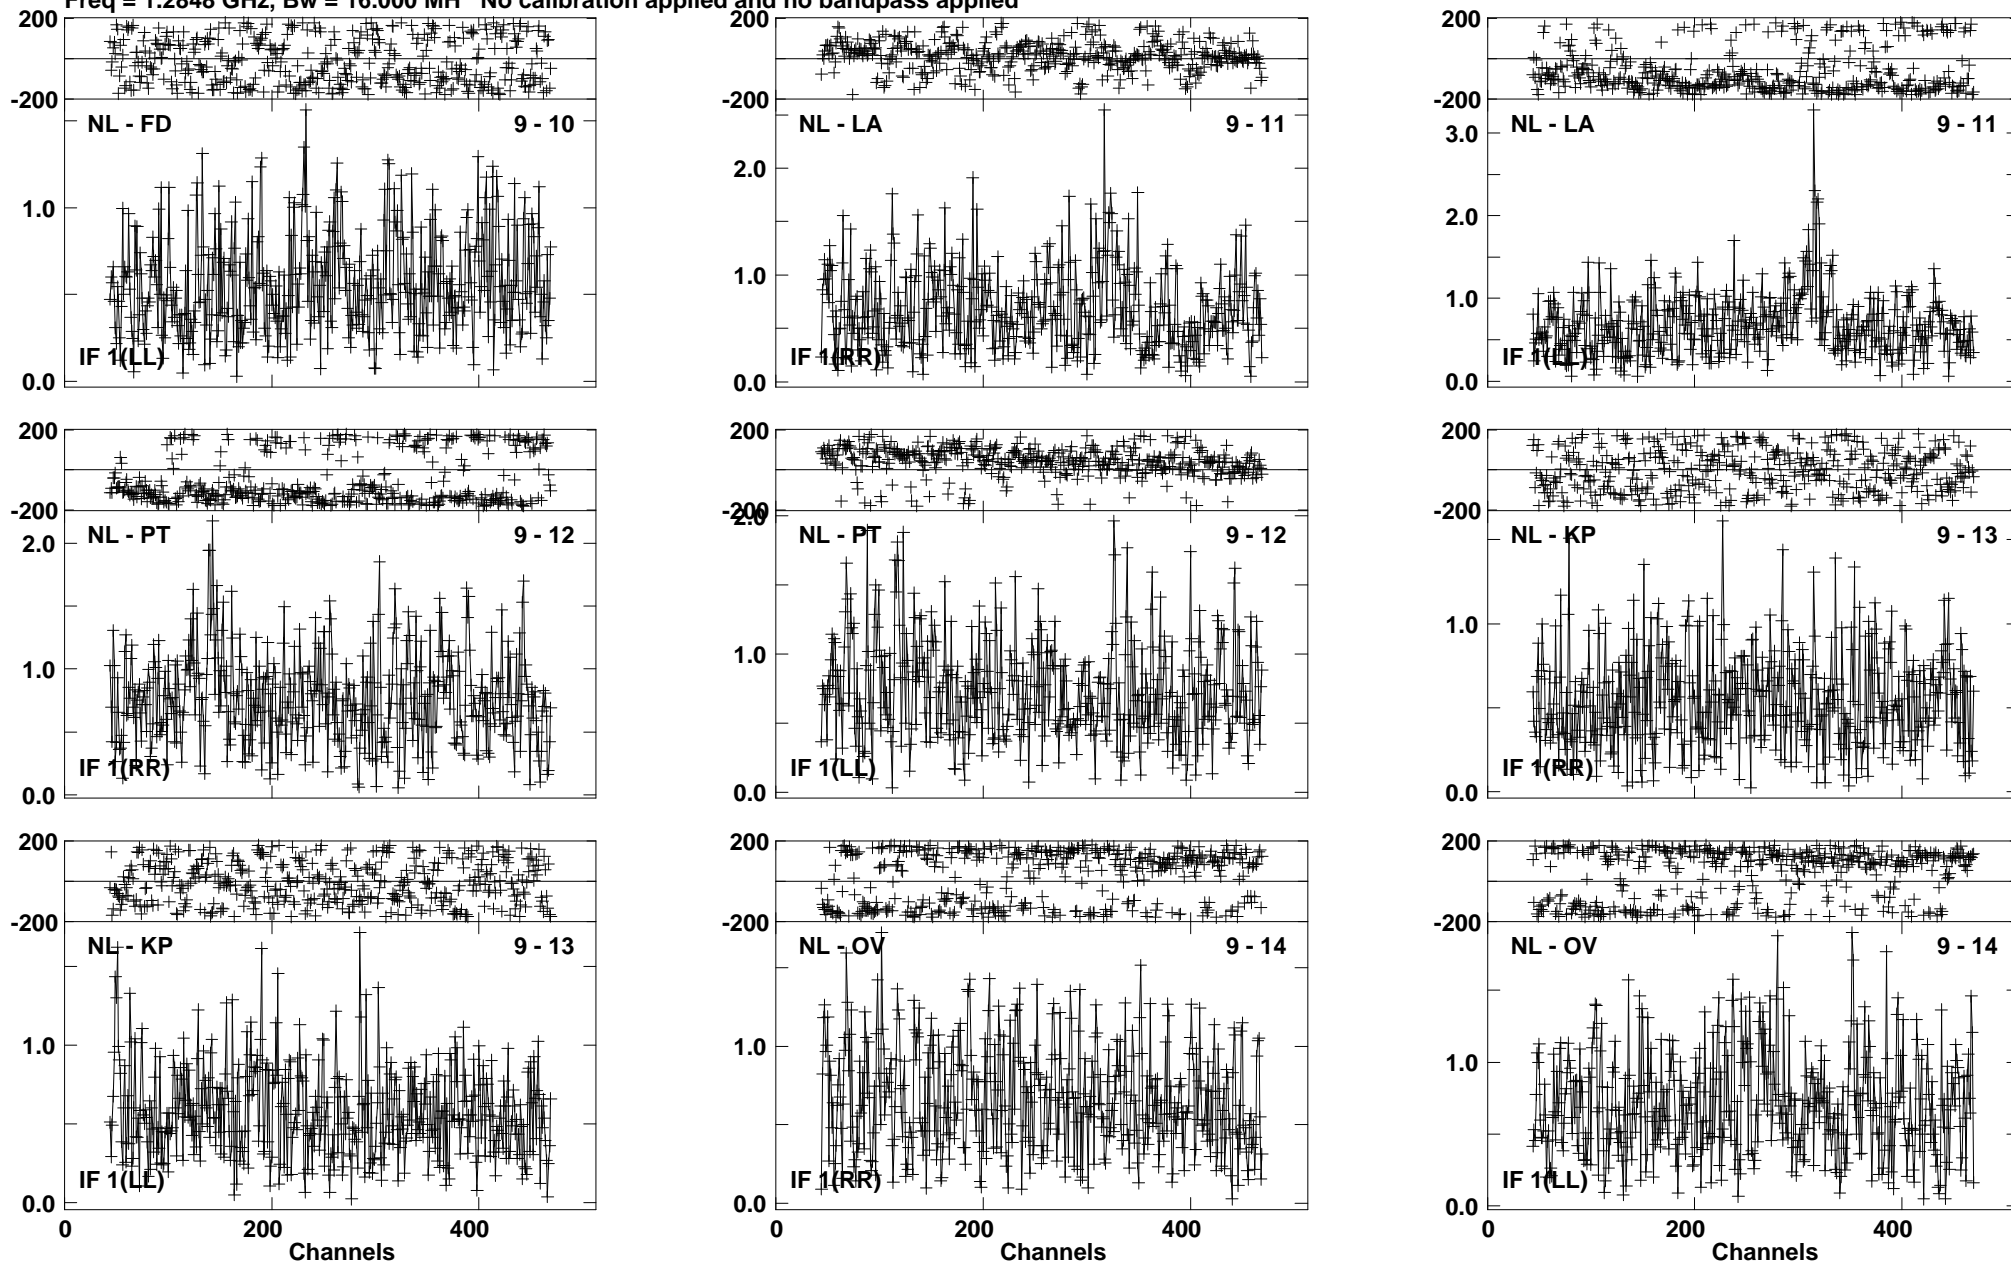 Freq = 1.2848 GHz, Bw = 16.000 MH No calibration applied and no bandpass applied
200
-200
NL - FD 9 - 10
1.0
IF 1(LL)
0.0
-200
NL - LA 9 - 11
2.0
1.0
IF 1(RR)
0.0
200
-200
NL - LA 9 - 11
3.0
2.0
1.0
IF 1(LL)
0.0
200
-200
NL - PT 9 - 12
2.0
1.0
IF 1(RR)
0.0
200
-200
2.0
NL - PT 9 - 12
1.0
IF 1(LL)
0.0
200
-200
NL - KP 9 - 13
1.0
IF 1(RR)
0.0
200
-200
NL - KP 9 - 13
1.0
IF 1(LL)
0.0
0 200 400
Channels
200
-200
NL - OV 9 - 14
1.0
IF 1(RR)
0.0
200 400
200
-200
NL - OV 9 - 14
1.0
IF 1(LL)
0.0
0 200 400
Channels